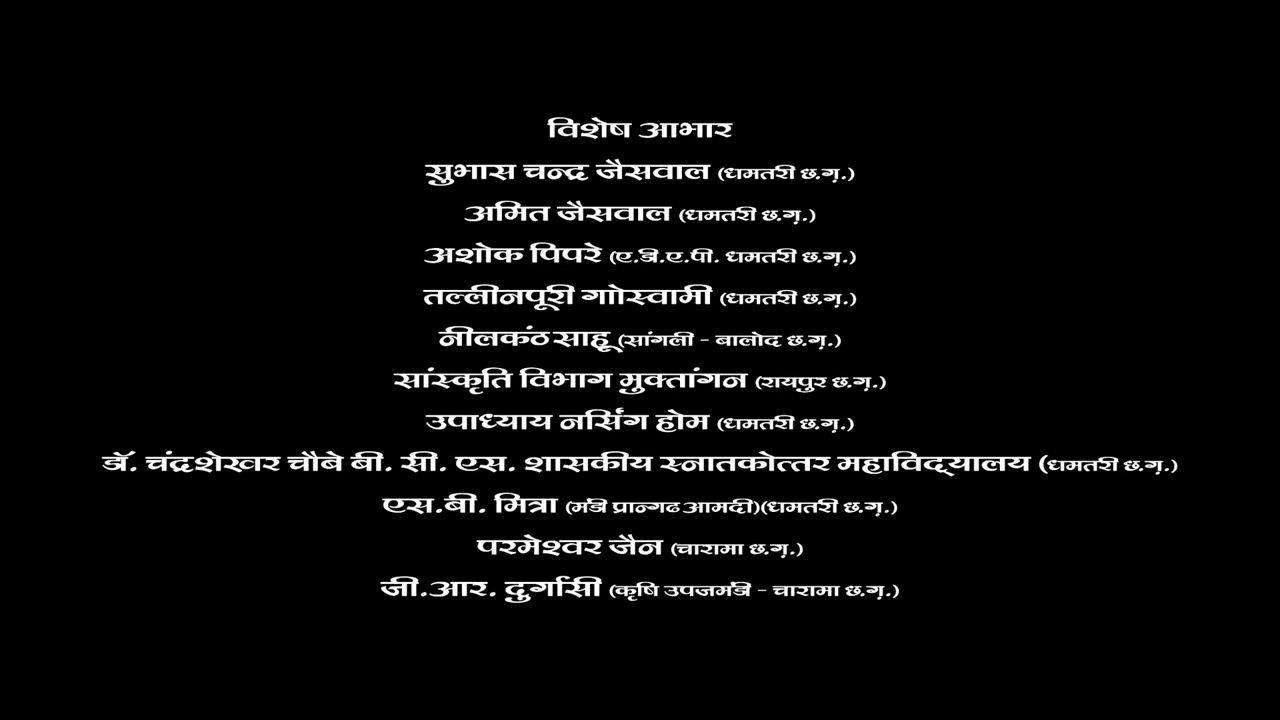 विशेष आभार
सुभास चन्द्र जैसवाल (धमतरी छ.ग.)
अमित जैसवाल (धमतरी छ.ग.)
अशोक पिपरे (ए.डी.ए.पी. धमतरी छ.ग.)
तल्लीनपूरी गाोस्वामी (धमतरी छ.ग.)
नीलकंठ साहू (सांगली - बालोद छ.ग.)
सांस्कृति विभाग मुक्तांगन (रायपुर छ.ग.)
उपाध्याय नर्सिंग होम (धमतरी छ.ग.)
डॉ. चंद्रशेखर चौबे बी. सी. एस. शासकीय स्नातकोत्तर महाविद्यालय (धमतरी छ.ग.)
एस.बी. मित्रा (मंडी प्रान्गढ आमदी)(धमतरी छ.ग.)
परमेश्वर जैन (चारामा छ.ग.)
जी.आर. दुर्गासी (कृषि उपजमंडी - चारामा छ.ग.)